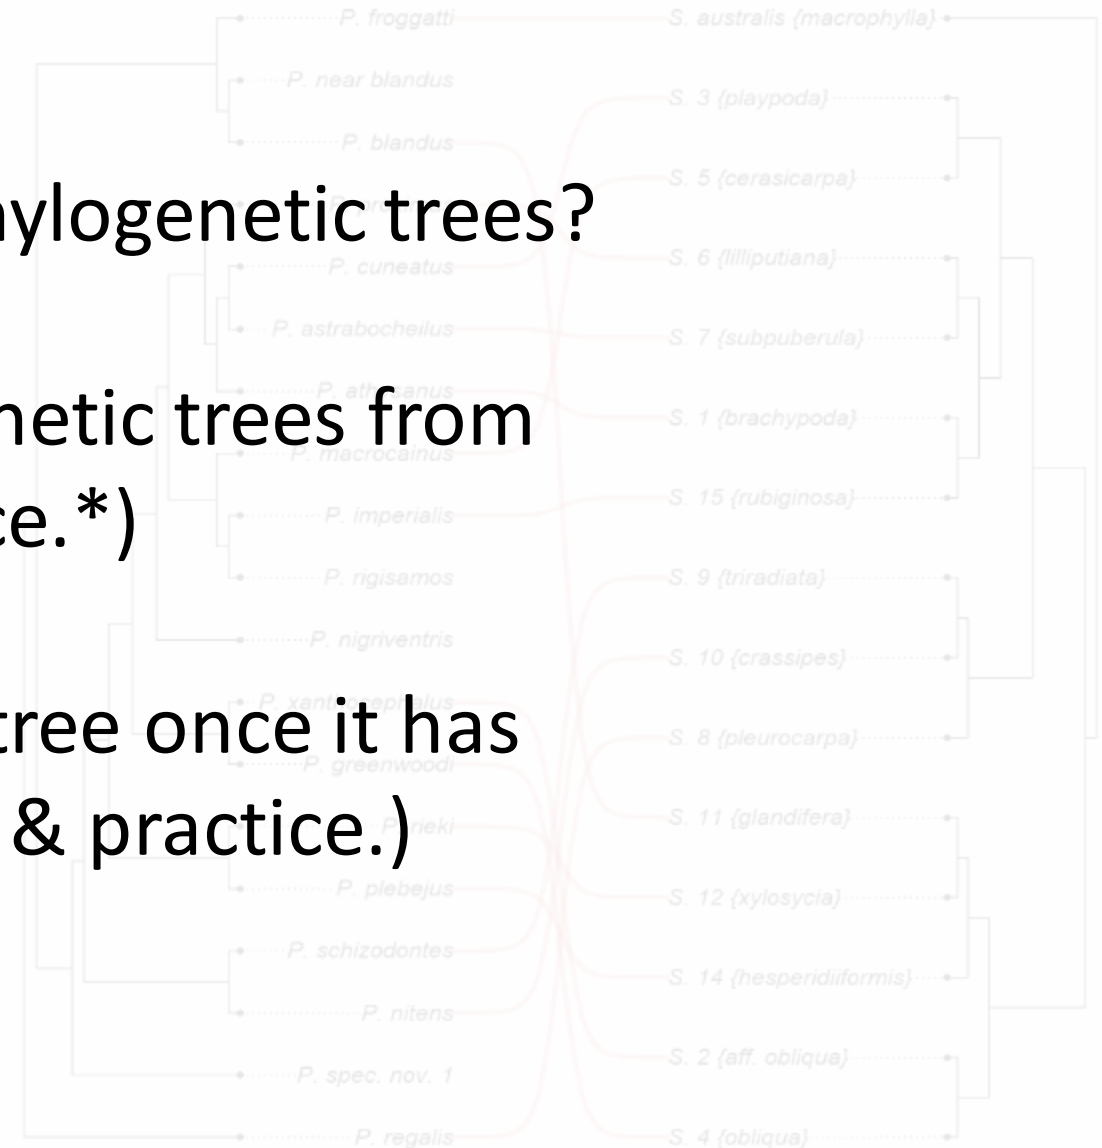 P. froggatti S. australis {macrophylla}
P. near blandus
S. 3 {playpoda}
P. blandus
S. 5 {cerasicarpa}
ylogenetic trees?
P. cuneatus S. 6 {lilliputiana}
P. astrabocheilus S. 7 {subpuberula}
P. athesanus
netic trees from S. 1 {brachypoda}
P. macrocainus
S. 15 {rubiginosa}
ce.*) P. imperialis
P. rigisamos S. 9 {triradiata}
P. nigriventris
S. 10 {crassipes}
P. xanthocephalus
tree once it has S. 8 {pleurocarpa}
P. greenwoodi
& practice.) P. rieki S. 11 {glandifera}
P. plebejus S. 12 {xylosycia}
P. schizodontes
S. 14 {hesperidiiformis}
P. nitens
S. 2 {aff. obliqua}
P. spec. nov. 1
P. regalis S. 4 {obliqua}